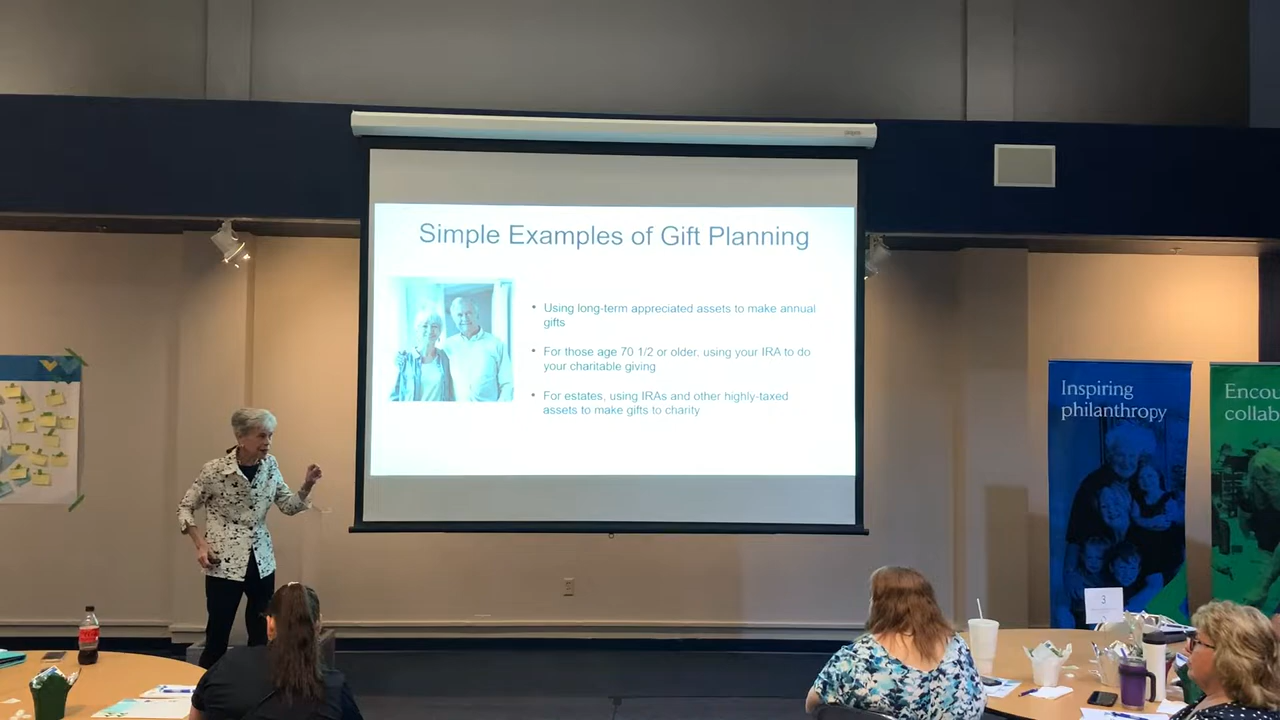 Simple Examples of Gift Planning
• Using long-term appreciated assets to make annual
gifts
• For those age 70 1/2 or older, using your IRA to do
your charitable giving
• For estates, using IRAs and other highly-taxed
assets to make gifts to charity
Inspiring
philanthropy
Encou
collab
3